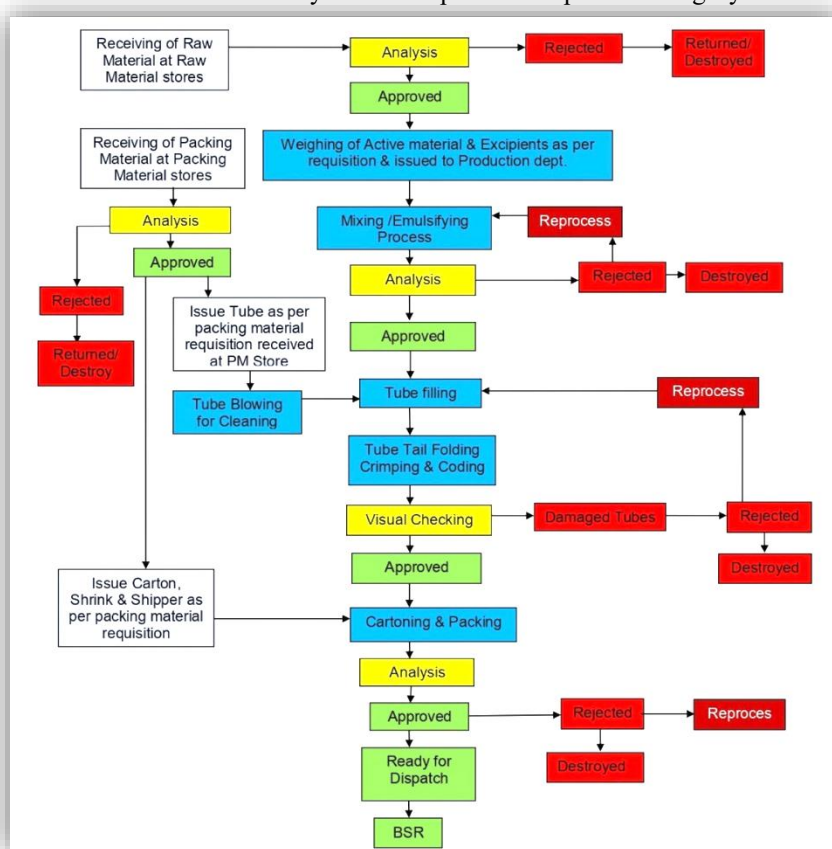 Receiving of Raw
Material at Raw
Material stores
Analysis
Rejected
Returned/
Destroyed
Approved
Receiving of Packing
Material at Packing
Material stores
Weighing of Active material & Excipients as per
requisition & issued to Production dept.
Analysis
Mixing /Emulsifying
Process
Reprocess
Approved
Analysis
Rejected
Destroyed
Rejected
Issue Tube as per
packing material
requisition received
at PM Store
Approved
Returned/
Destroy
Tube Blowing
for Cleaning
Tube filling
Reprocess
Tube Tail Folding
Crimping & Coding
Visual Checking
Damaged Tubes
Rejected
Approved
Destroyed
Issue Carton,
Shrink & Shipper as
per packing material
requisition
Cartoning & Packing
Analysis
Approved
Rejected
Reproces
Ready for
Dispatch
Destroyed
BSR